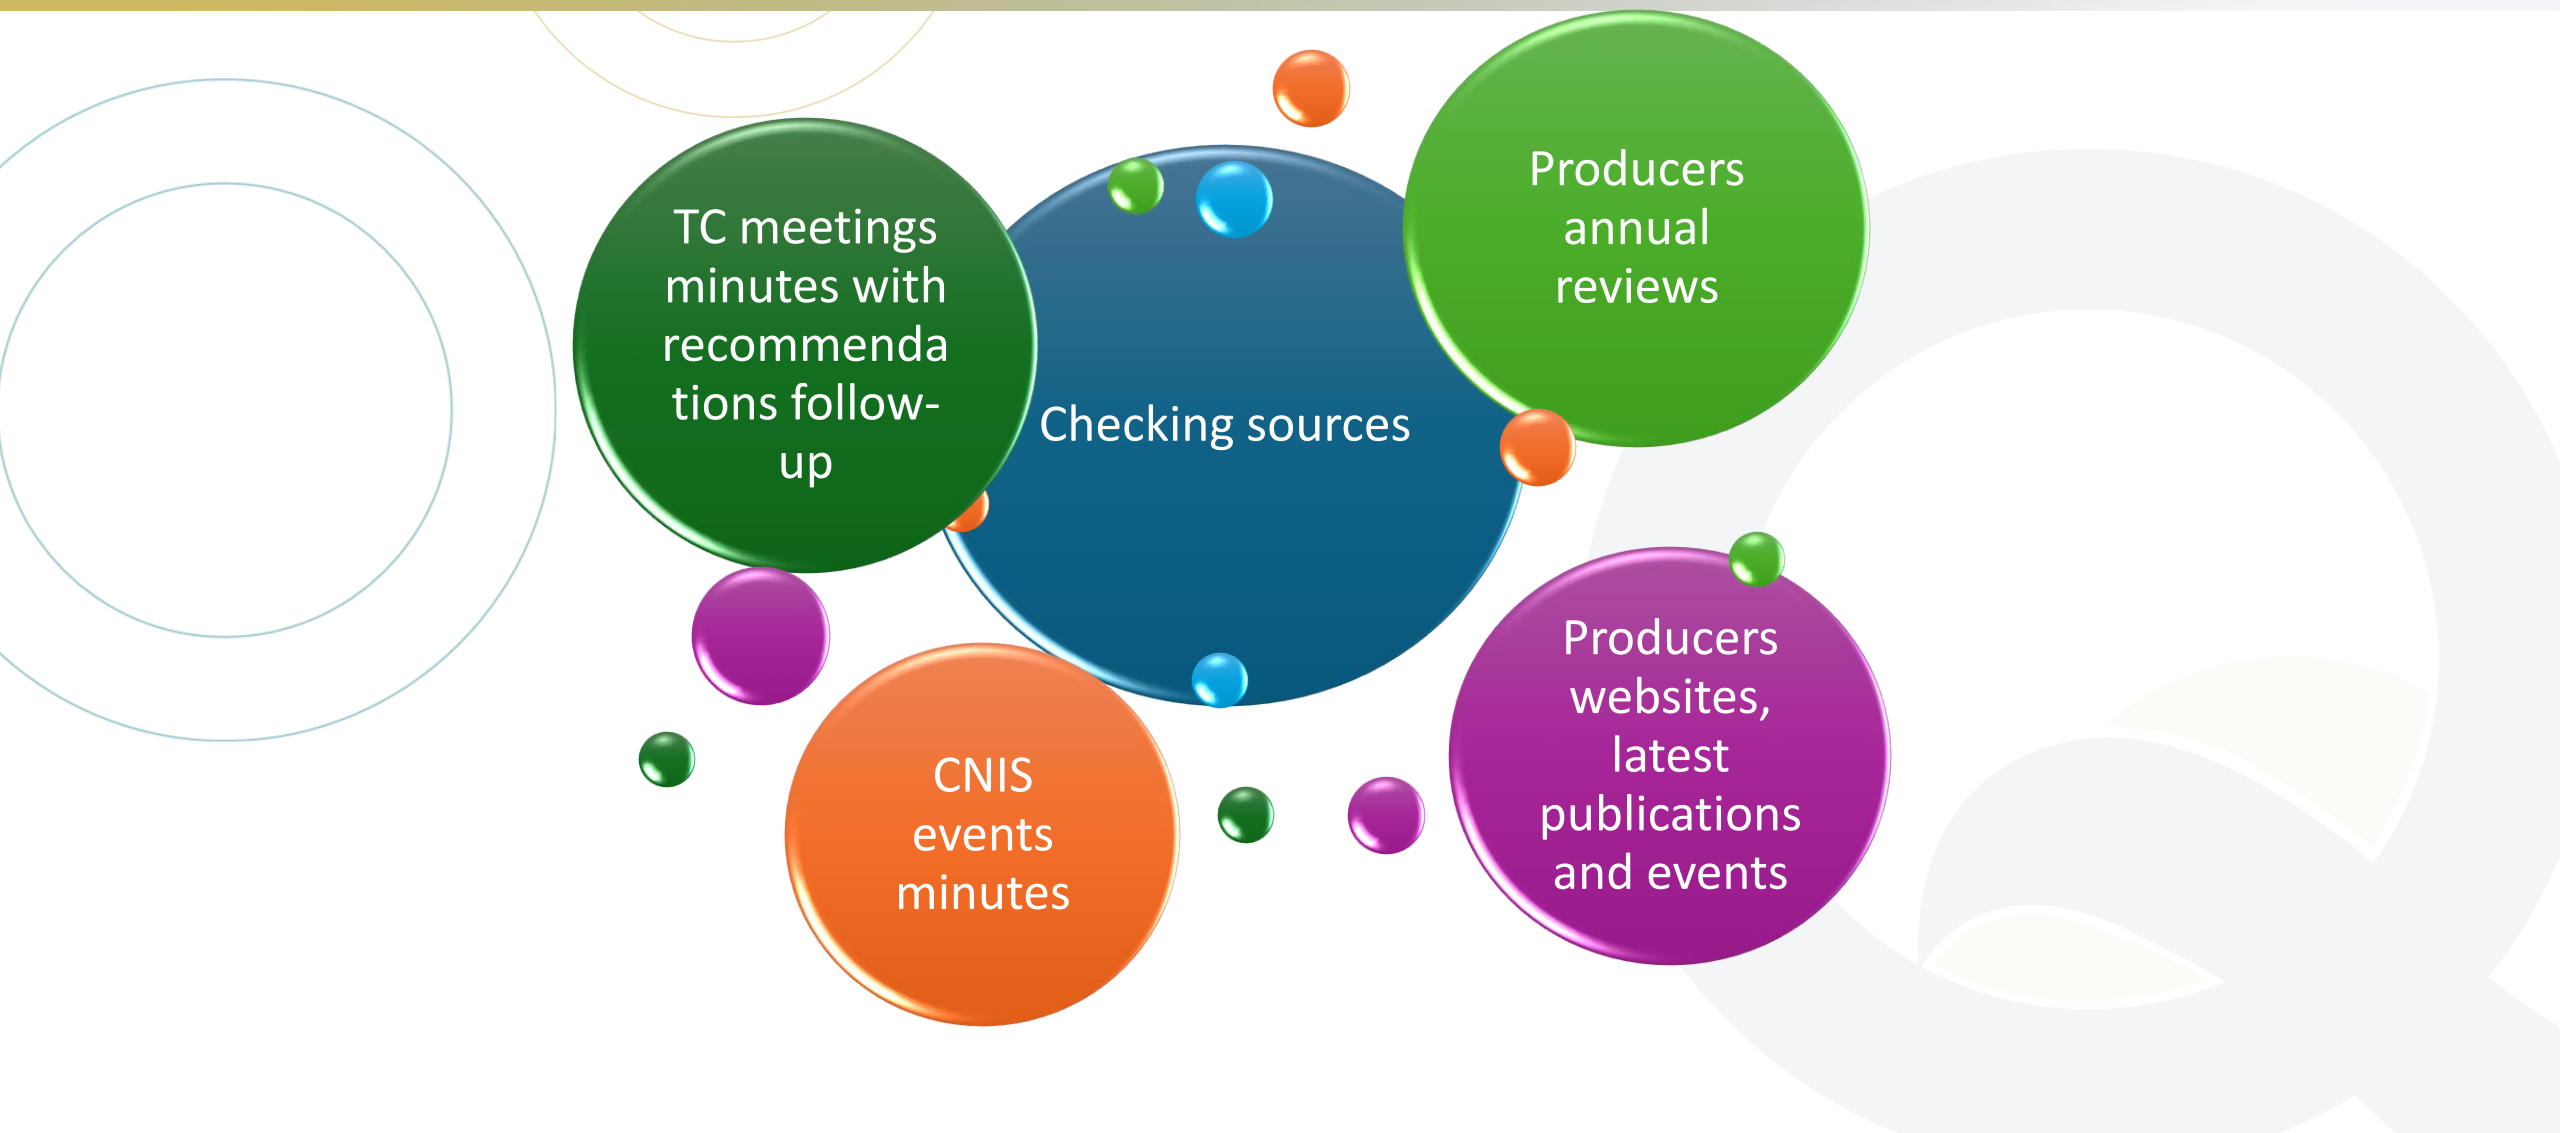 TC meetings
minutes with
recommenda
tions follow-
up
Checking sources
Producers
annual
reviews
CNIS
events
minutes
Producers
websites,
latest
publications
and events